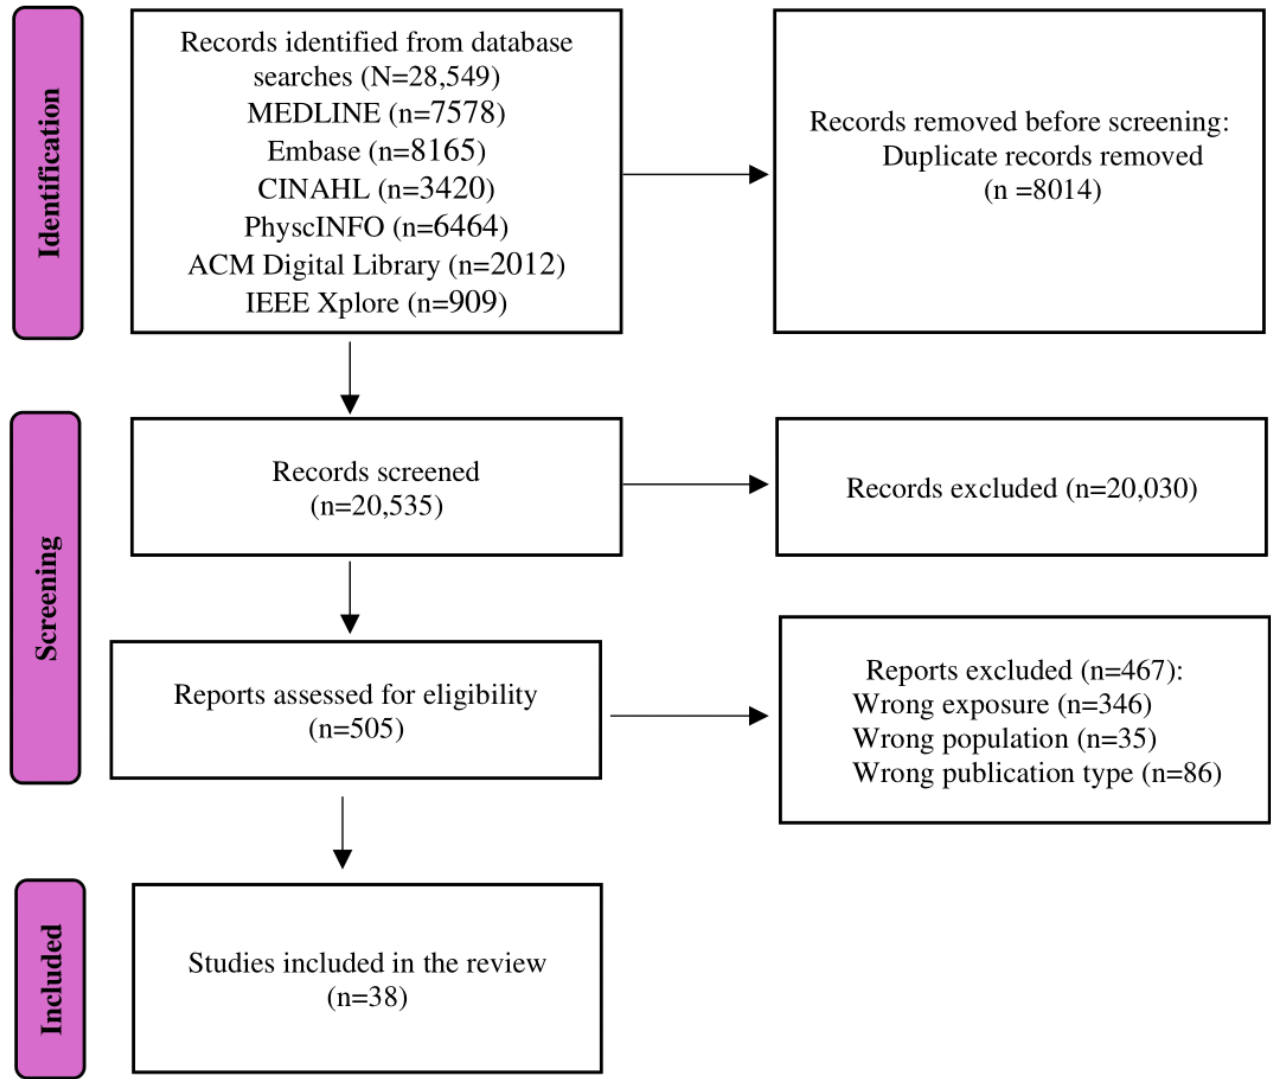 Identification
Records identified from database
searches (N=28,549)
MEDLINE (n=7578)
Embase (n=8165)
CINAHL (n=3420)
PhyscINFO (n=6464)
ACM Digital Library (n=2012)
IEEE Xplore (n=909)
Records removed before screening:
Duplicate records removed
(n =8014)
Screening
Records screened
(n=20,535)
Records excluded (n=20,030)
Reports assessed for eligibility
(n=505)
Reports excluded (n=467):
Wrong exposure (n=346)
Wrong population (n=35)
Wrong publication type (n=86)
Included
Studies included in the review
(n=38)